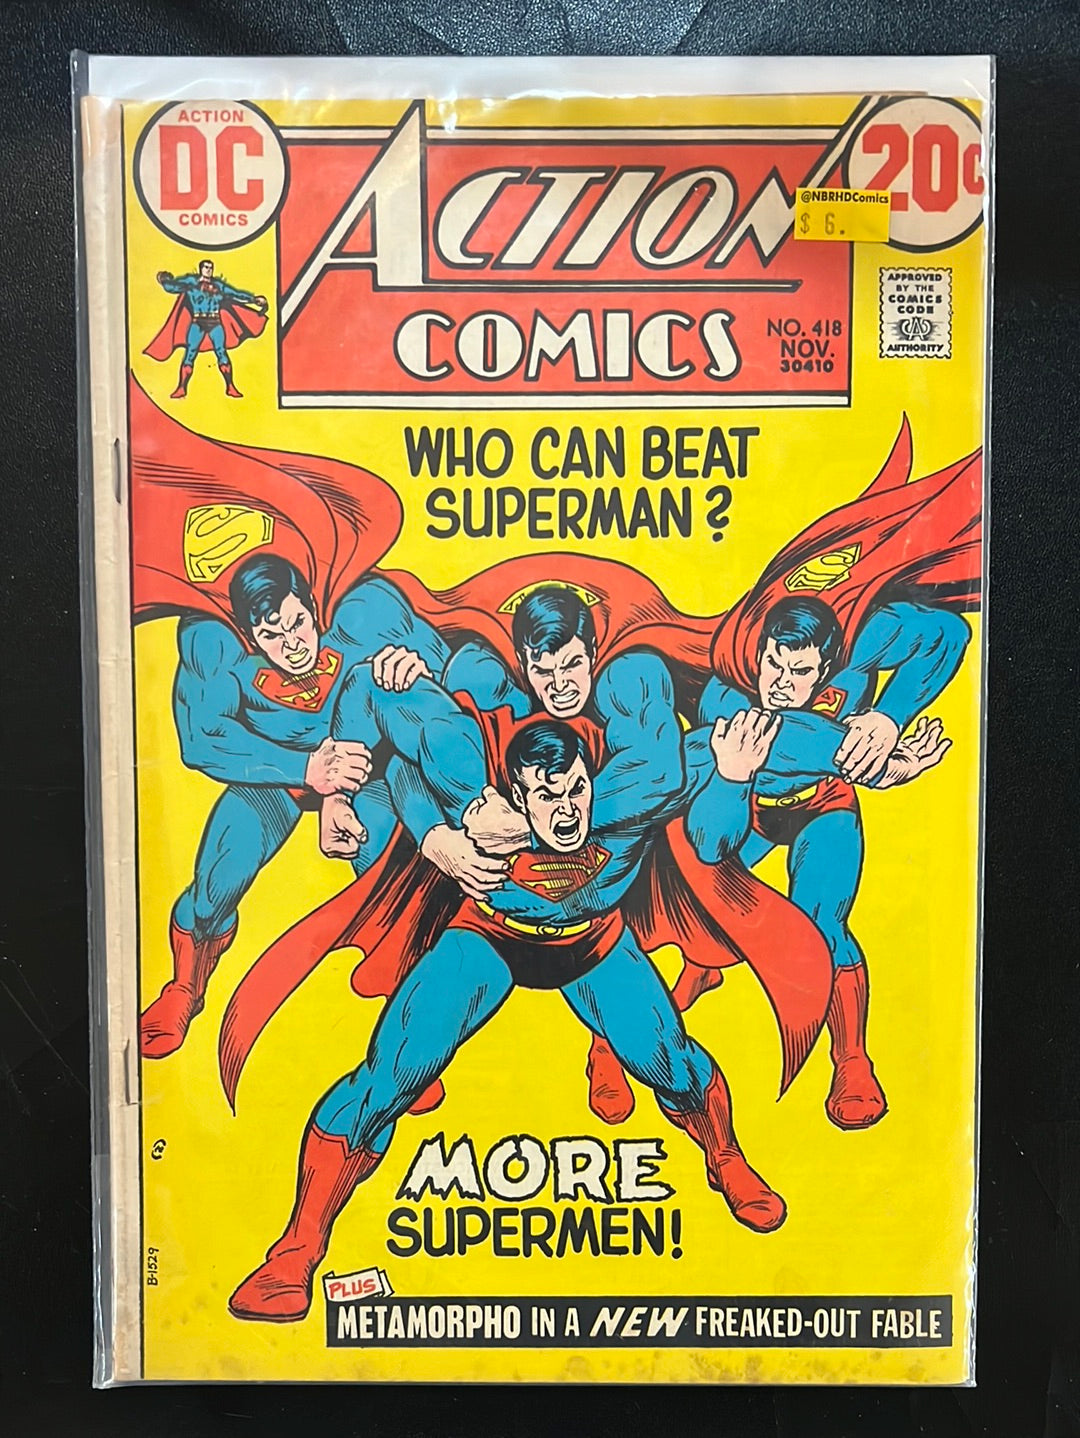 ACTION
DC
COMICS
ACTION
COMICS
20¢
@NBRHDComics
$ 6.
APPROVED
BY THE
COMICS
CODE
CA
AUTHORITY
NO. 418
NOV.
30410
WHO CAN BEAT
SUPERMAN?
S
S
MORE
SUPERMEN!
B-1529
PLUS
METAMORPHO IN A NEW FREAKED-OUT FABLE